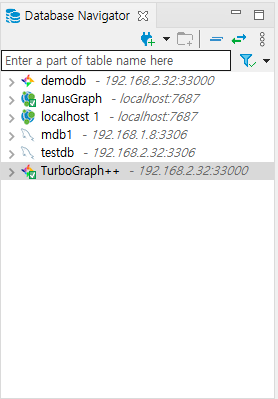 Database Navigator
Enter a part of table name here
demodb - 192.168.2.32:33000
JanusGraph - localhost:7687
localhost 1 - localhost:7687
mdb1 - 192.168.1.8:3306
testdb - 192.168.2.32:3306
TurboGraph++ - 192.168.2.32:33000